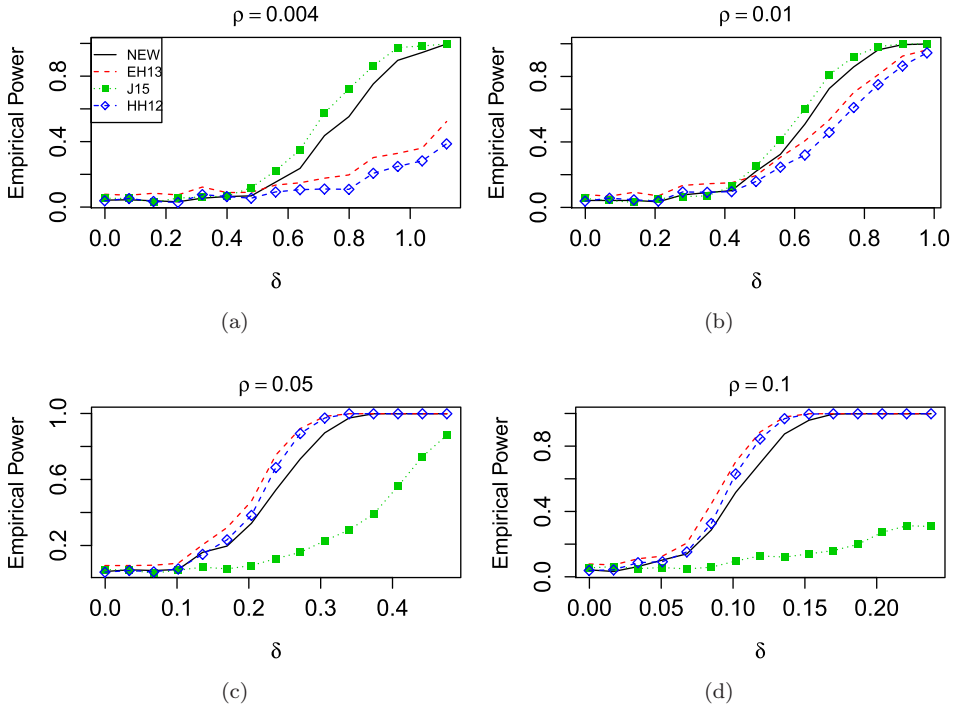 ρ = 0.004
Empirical Power
0.0 0.4 0.8
NEW
EH13
J15
HH12
0.0 0.2 0.4 0.6 0.8 1.0
δ
(a)
ρ = 0.01
Empirical Power
0.0 0.4 0.8
0.0 0.2 0.4 0.6 0.8 1.0
δ
(b)
ρ = 0.05
Empirical Power
0.2 0.6 1.0
0.0 0.1 0.2 0.3 0.4
δ
(c)
ρ = 0.1
Empirical Power
0.0 0.4 0.8
0.00 0.05 0.10 0.15 0.20
δ
(d)